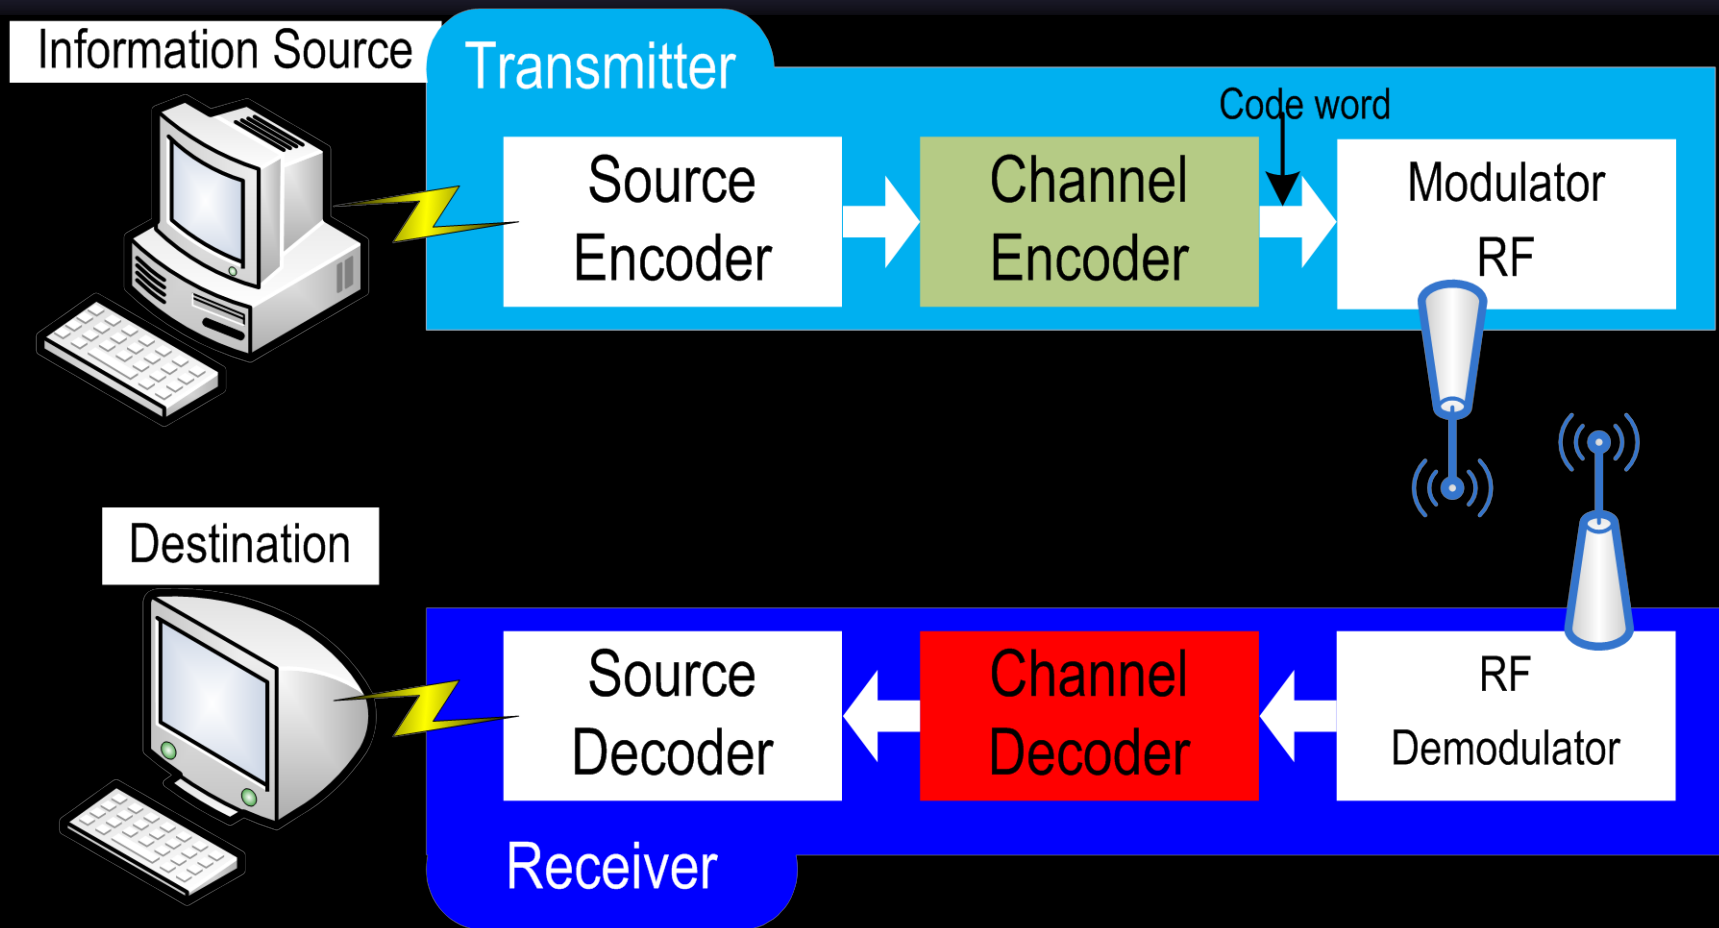 Information Source
Transmitter
Code word
Source
Encoder
Channel
Encoder
Modulator
RF
Destination
Source
Decoder
Channel
Decoder
RF
Demodulator
Receiver